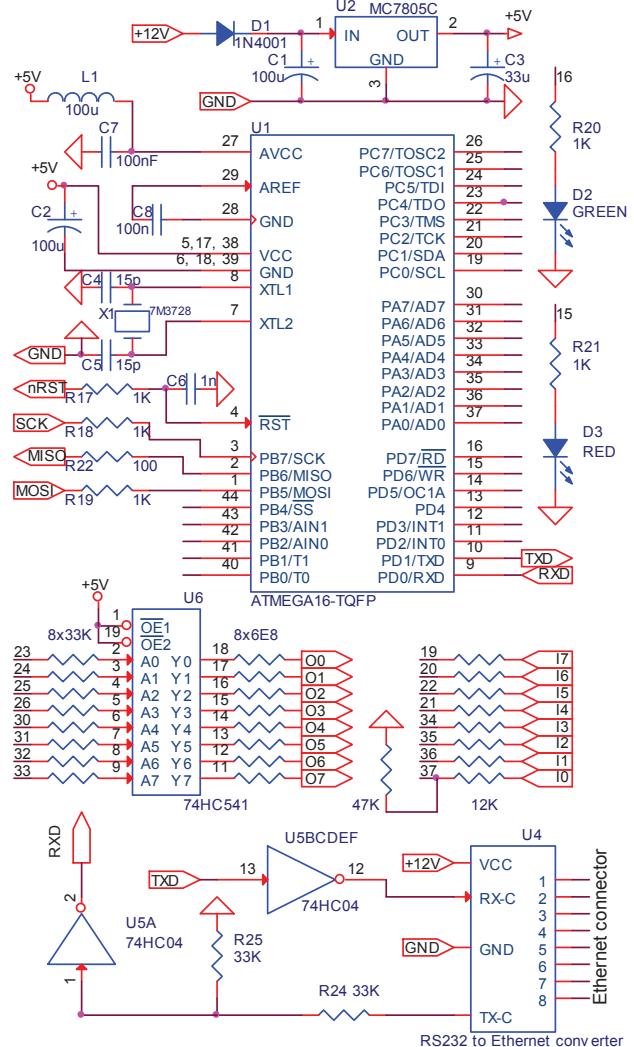 U2 MC7805C
+12V D1 1N4001 1 IN OUT 2 +5V
C1 100u GND 3 C3 33u
GND
+5V L1 100u
C7 100nF
16
R20 1K
D2 GREEN
15
R21 1K
D3 RED
U1
27 AVCC
29 AREF
28 GND
5,17, 38 VCC
6, 18, 39 GND
8 XTL1
7 XTL2
4 RST
3 PB7/SCK
2 PB6/MISO
1 PB5/MOSI
44 PB4/SS
43 PB3/AIN1
42 PB2/AIN0
41 PB1/T1
40 PB0/T0
PC7/TOSC2 26
PC6/TOSC1 25
PC5/TDI 24
PC4/TDO 23
PC3/TMS 22
PC2/TCK 21
PC1/SDA 20
PC0/SCL 19
PA7/AD7 30
PA6/AD6 31
PA5/AD5 32
PA4/AD4 33
PA3/AD3 34
PA2/AD2 35
PA1/AD1 36
PA0/AD0 37
PD7/RD 16
PD6/WR 15
PD5/OC1A 14
PD4 13
PD3/INT1 12
PD2/INT0 11
PD1/TXD 10 TXD
PD0/RXD 9 RXD
ATMEGA16-TQFP
+5V
C2 100u
C8 100n
C4 15p
X1 7M3728
GND C5 15p
nRST R17 1K
C6 1n
SCK R18 1K
MISO R22 100
MOSI R19 1K
+5V U6
1 OE1
19 OE2
8x33K 8x6E8
23 2 A0 Y0 18 O0
24 3 A1 Y1 17 O1
25 4 A2 Y2 16 O2
26 5 A3 Y3 15 O3
30 6 A4 Y4 14 O4
31 7 A5 Y5 13 O5
32 8 A6 Y6 12 O6
33 9 A7 Y7 11 O7
74HC541
19 I7
20 I6
22 I5
21 I4
34 I3
35 I2
36 I1
37 I0
47K 12K
RXD
2
U5A
74HC04
1
TXD 13 U5BCDEF 12
74HC04
R25 33K
R24 33K
U4
+12V VCC
RX-C
GND GND
TX-C
1
2
3
4
5
6
7
8
Ethernet connector
RS232 to Ethernet converter